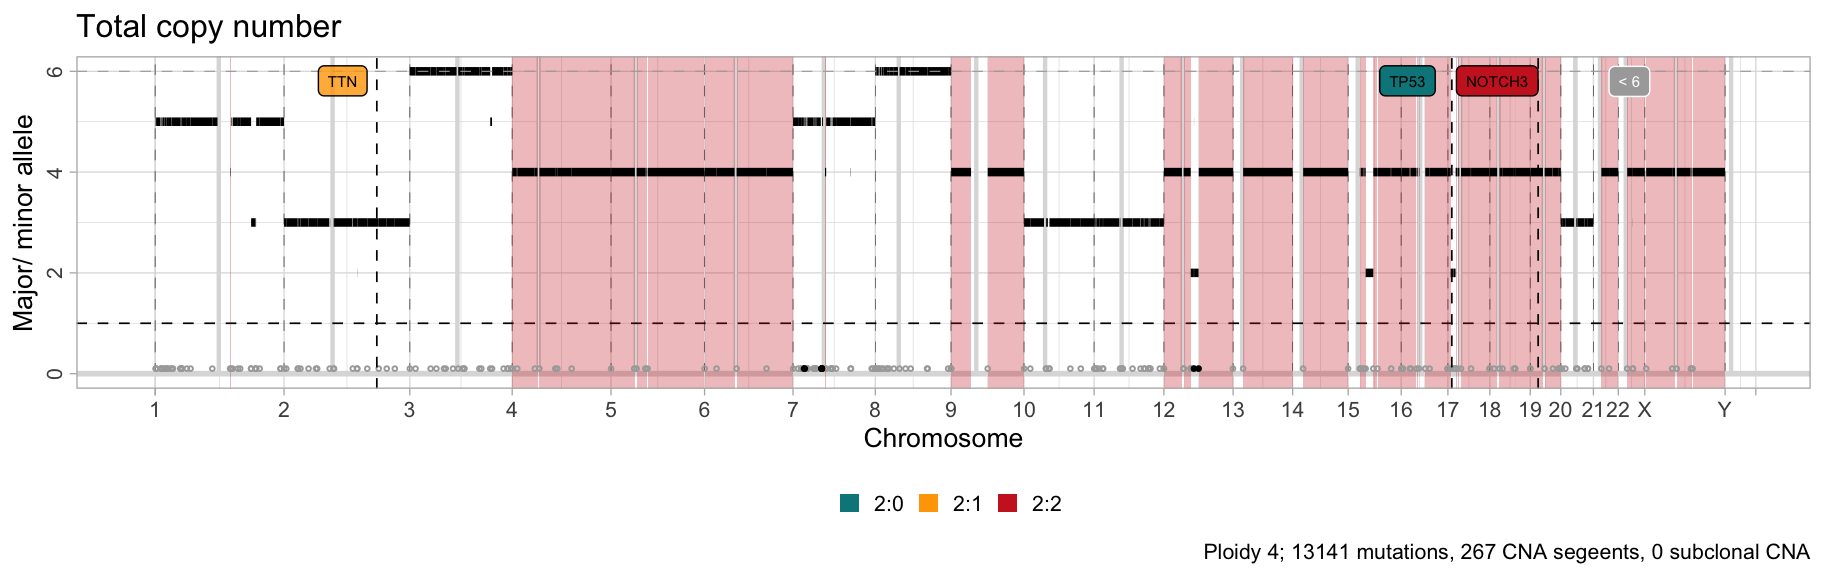 Total copy number
Major/ minor allele
6
4
2
0
TTN
TP53
NOTCH3
< 6
1 2 3 4 5 6 7 8 9 10 11 12 13 14 15 16 17 18 19 20 21 22 X Y
Chromosome
2:0 2:1 2:2
Ploidy 4; 13141 mutations, 267 CNA segeents, 0 subclonal CNA